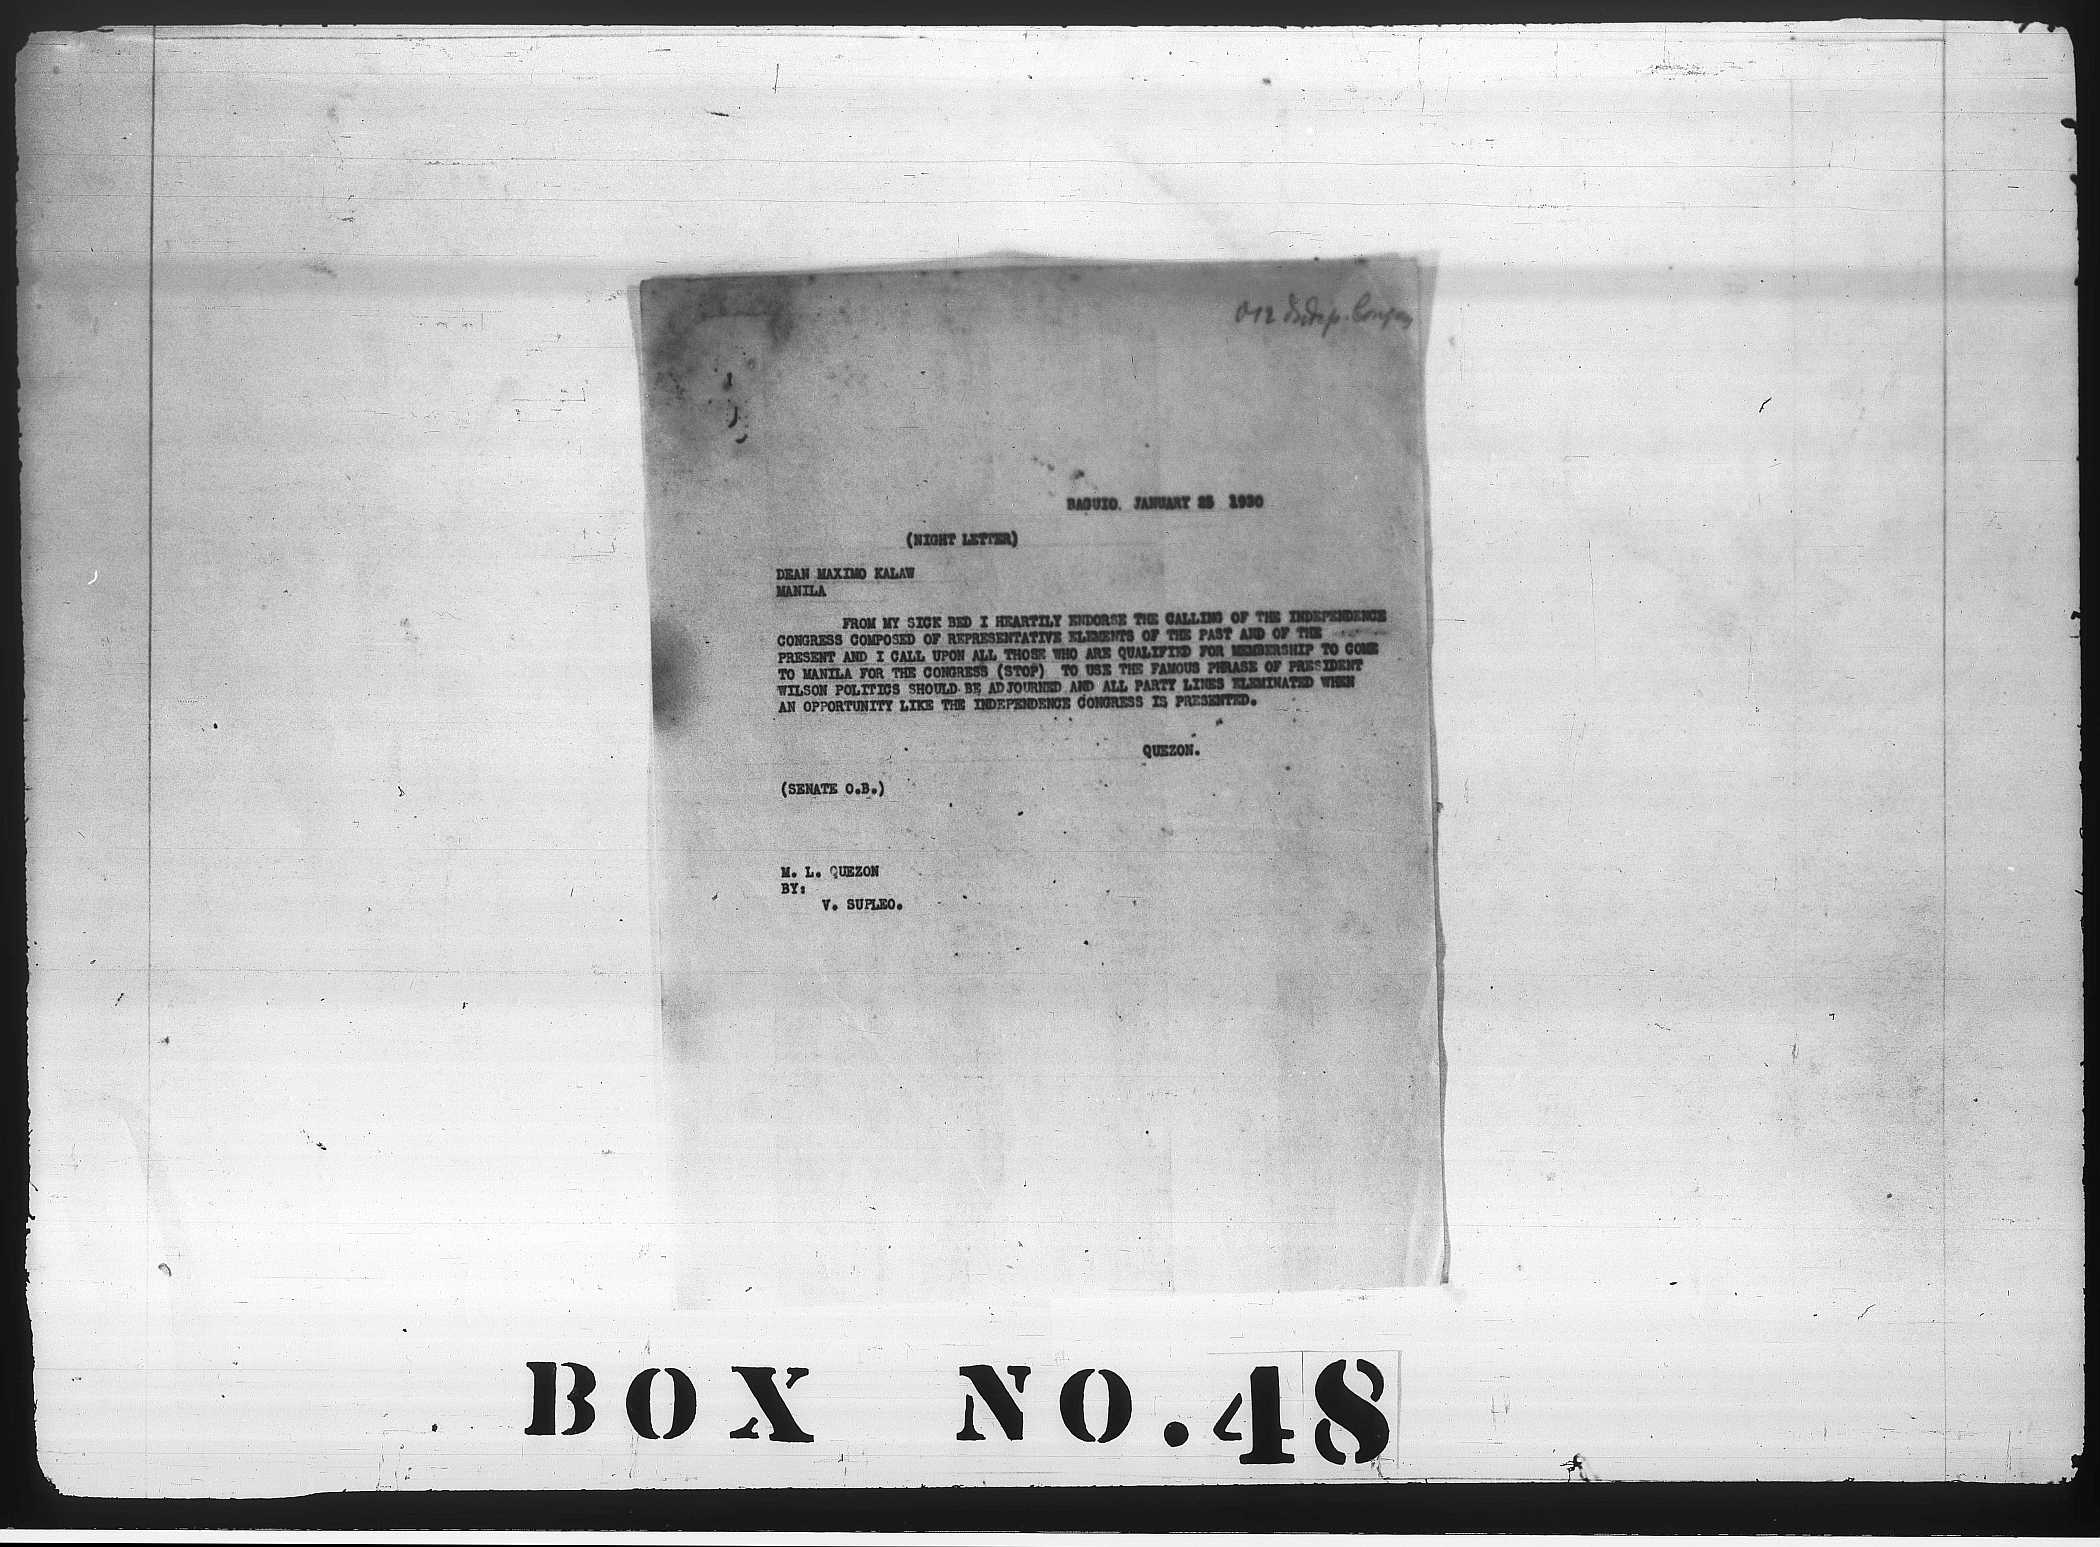 012 Indep. Congress
BAGUIO. JANUARY 25 1930
(NIGHT LETTER)
DEAN MAXIMO KALAW
MANILA
FROM MY SICK BED I HEARTILY ENDORSE THE CALLING OF THE INDEPENDENCE
CONGRESS COMPOSED OF REPRESENTATIVE ELEMENTS OF THE PAST AND OF THE
PRESENT AND I CALL UPON ALL THOSE WHO ARE QUALIFIED FOR MEMBERSHIP TO COME
TO MANILA FOR THE CONGRESS (STOP) TO USE THE FAMOUS PHRASE OF PRESIDENT
WILSON POLITICS SHOULD BE ADJOURNED AND ALL PARTY LINES ELEMINATED WHEN
AN OPPORTUNITY LIKE THE INDEPENDENCE CONGRESS IS PRESENTED.
QUEZON.
(SENATE O.B.)
M. L. QUEZON
BY:
V. SUPLEO.
BOX NO. 48